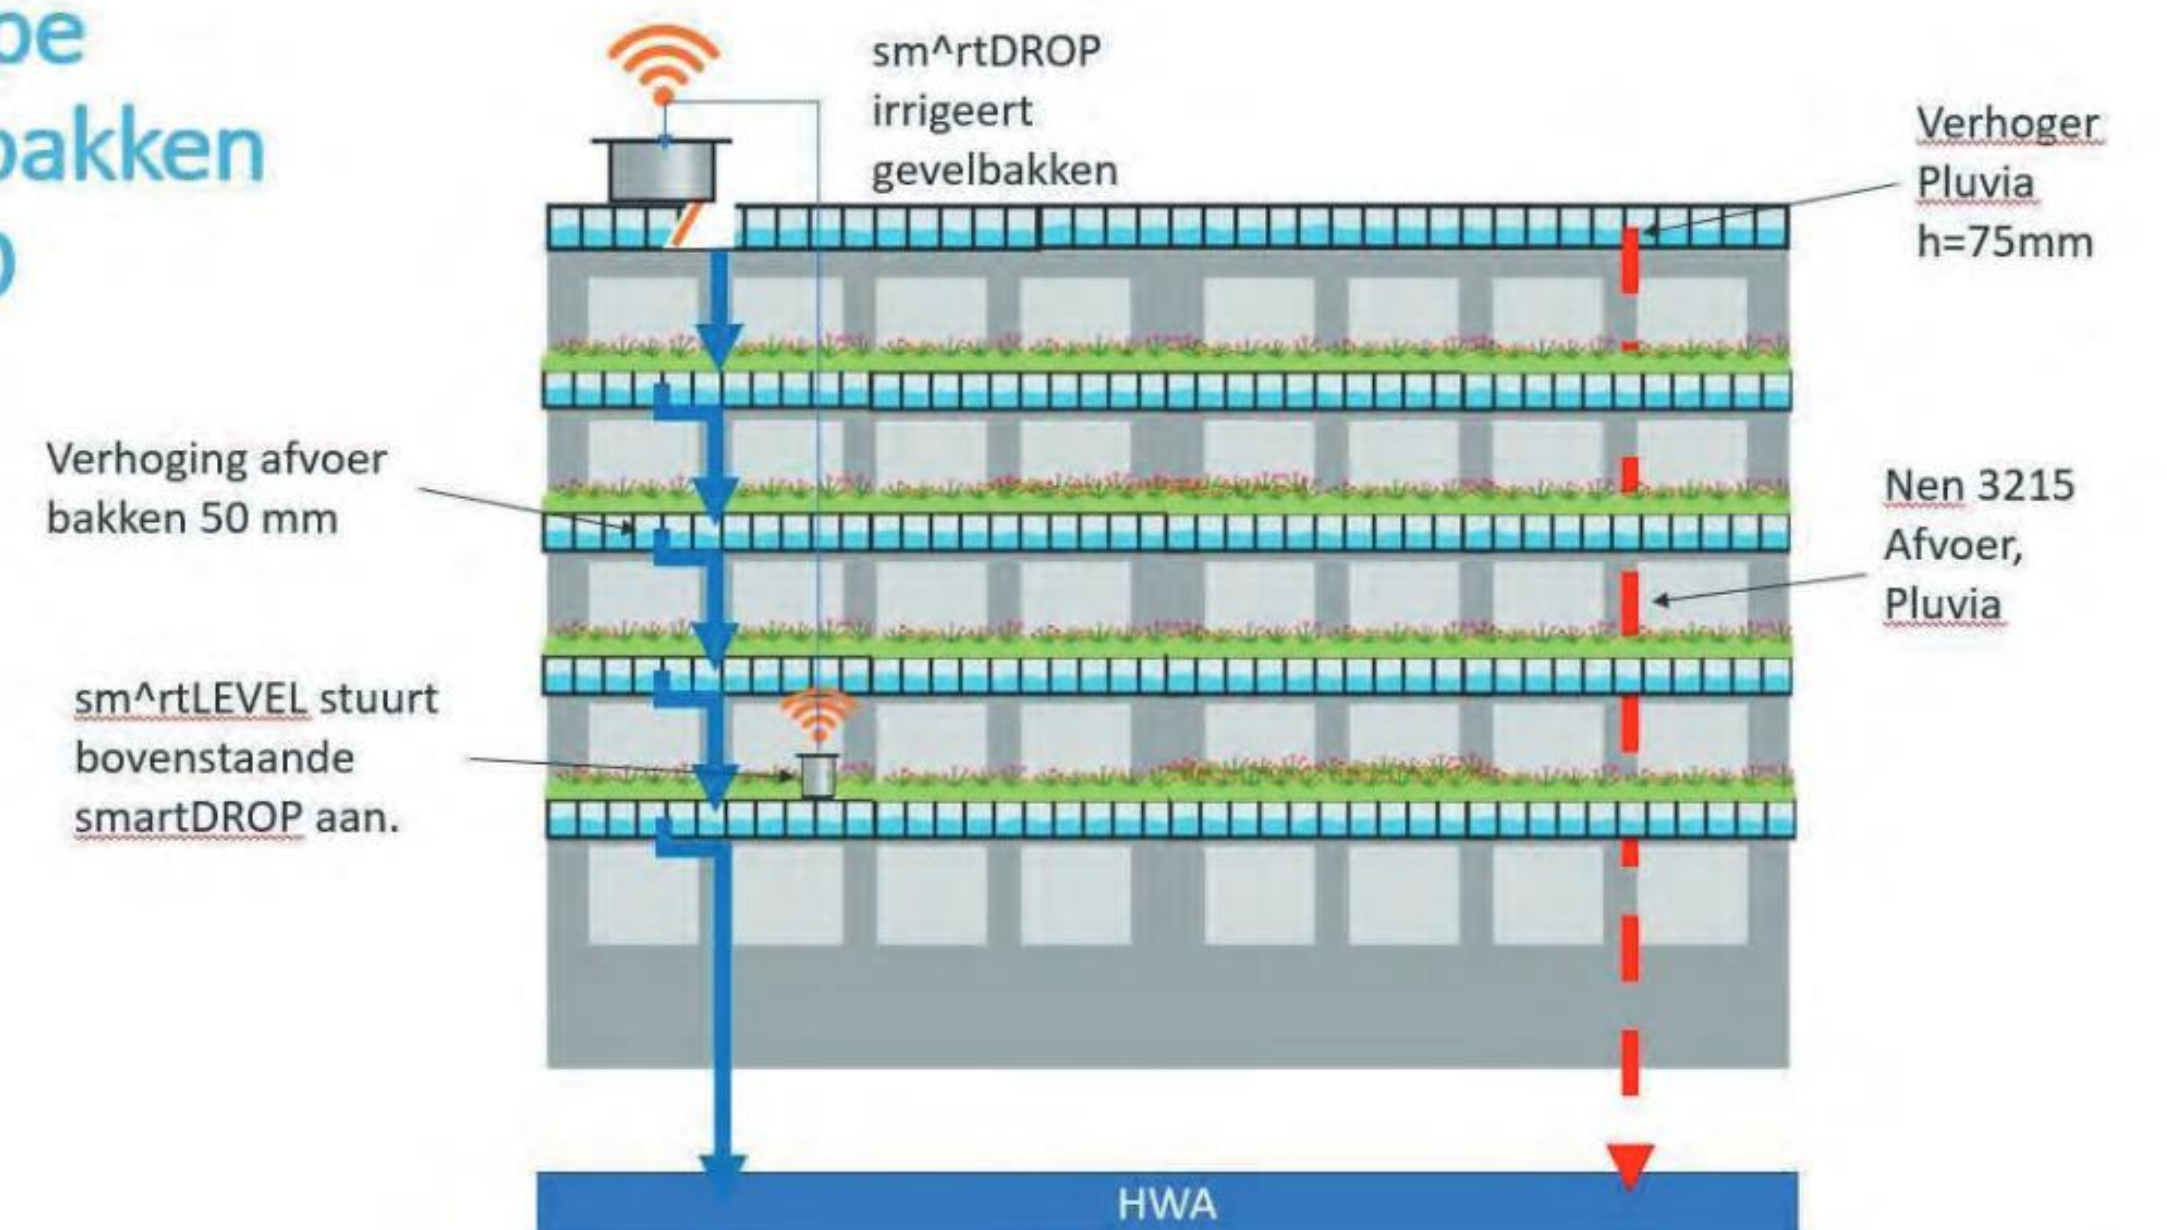 bakken
sm^rtDROP
irrigeert
gevelbakken
Verhoger
Pluvia
h=75mm
Verhoging afvoer
bakken 50 mm
Nen 3215
Afvoer,
Pluvia
sm^rtLEVEL stuurt
bovenstaande
smartDROP aan.
HWA